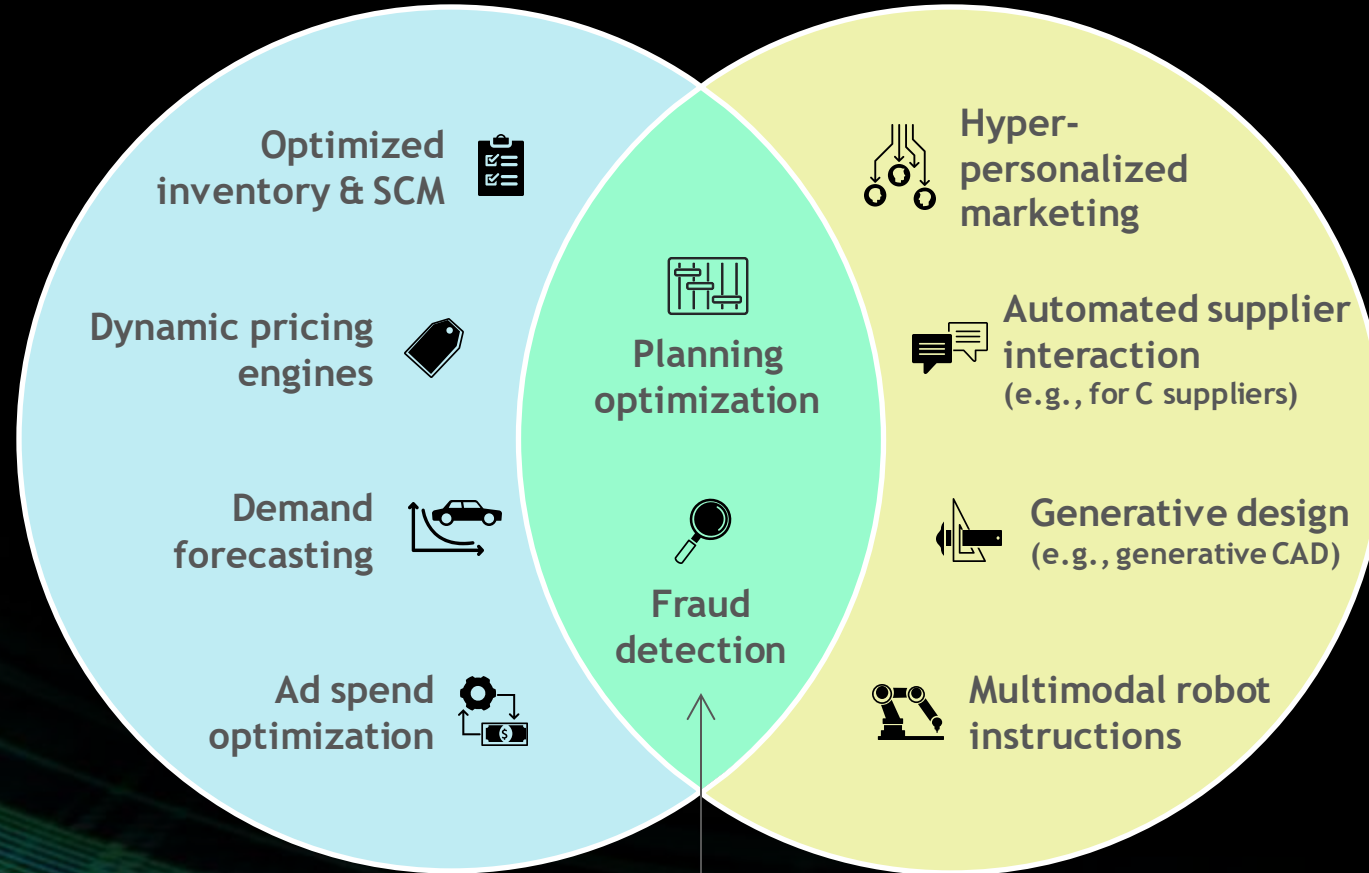 Optimized
inventory & SCM
Dynamic pricing
engines
Demand
forecasting
Ad spend
optimization
Planning
optimization
Fraud
detection
Hyper-
personalized
marketing
Automated supplier
interaction
(e.g., for C suppliers)
Generative design
(e.g., generative CAD)
Multimodal robot
instructions